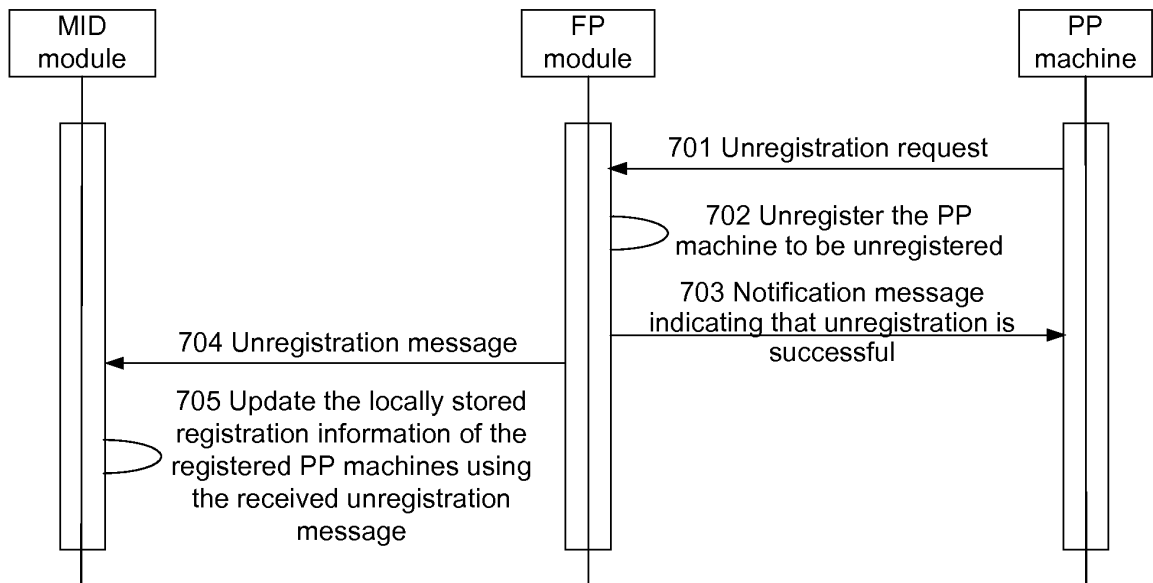 MID
module
FP
module
PP
machine
701 Unregistration request
702 Unregister the PP
machine to be unregistered
703 Notification message
indicating that unregistration is
successful
704 Unregistration message
705 Update the locally stored
registration information of the
registered PP machines using
the received unregistration
message